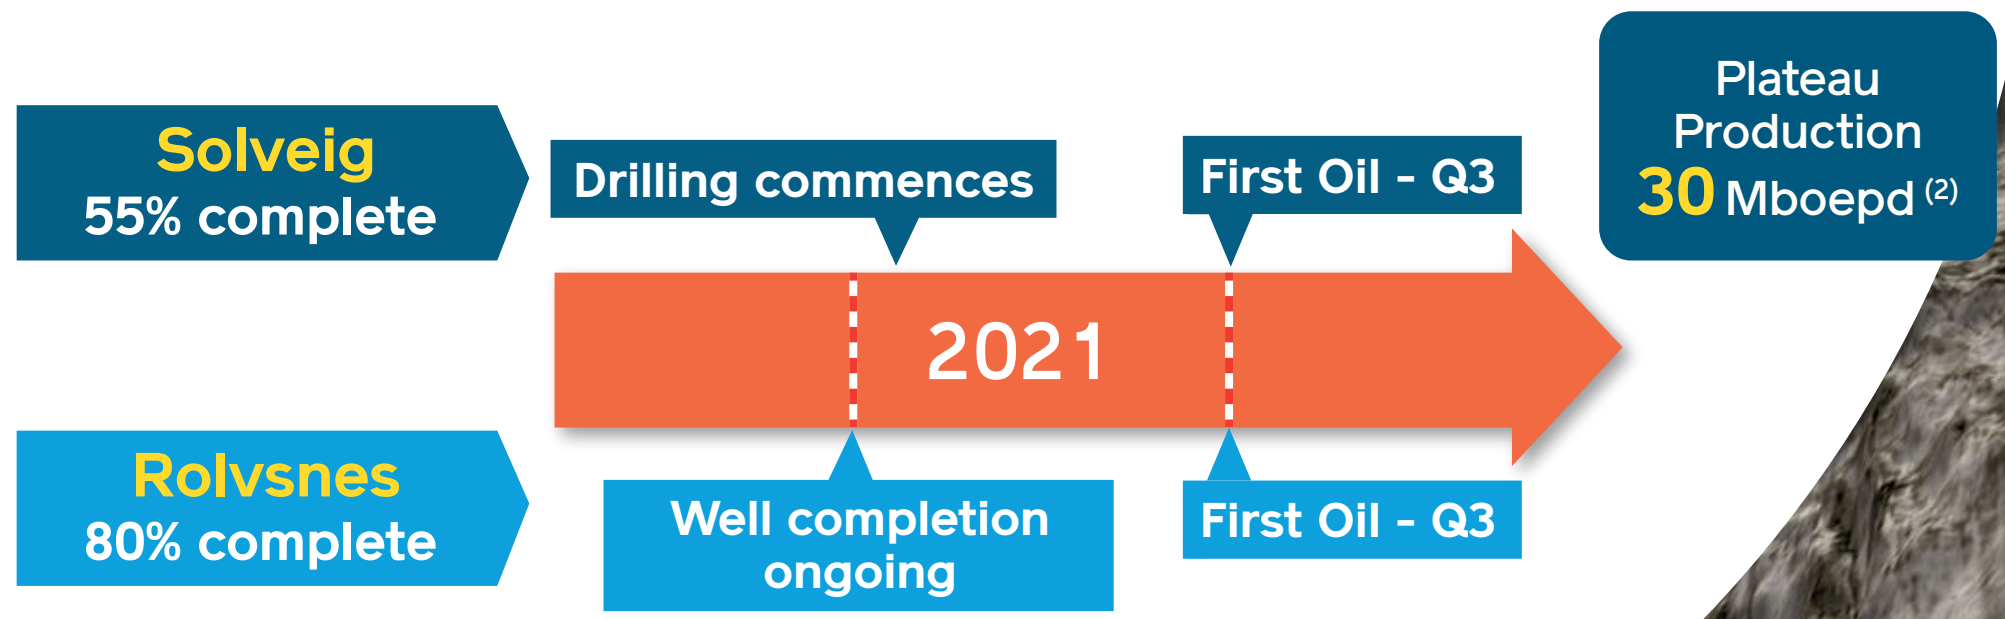 Solveig
55% complete
Drilling commences
First Oil - Q3
Plateau
Production
30 Mboepd (2)
2021
Rolvsnes
80% complete
Well completion
ongoing
First Oil - Q3